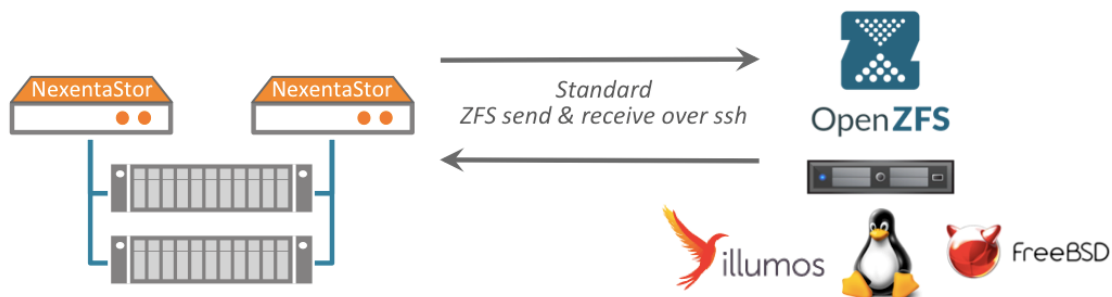 NexentaStor
NexentaStor
Standard
ZFS send & receive over ssh
OpenZFS
illumos
FreeBSD